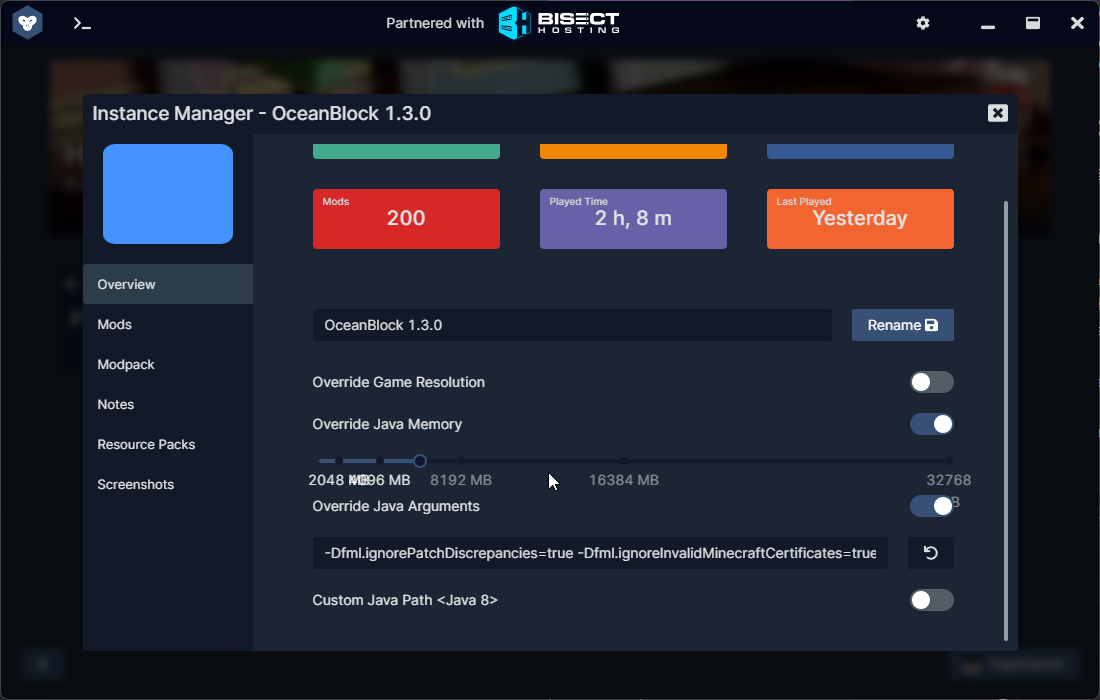 Partnered with BISECT
HOSTING
Instance Manager - OceanBlock 1.3.0
Mods
200
Played Time
2 h, 8 m
Last Played
Yesterday
Overview
Mods
Modpack
Notes
Resource Packs
Screenshots
OceanBlock 1.3.0
Rename
Override Game Resolution
Override Java Memory
2048 MB 4096 MB 8192 MB 16384 MB 32768
Override Java Arguments
-Dfml.ignorePatchDiscrepancies=true -Dfml.ignoreInvalidMinecraftCertificates=true
Custom Java Path <Java 8>